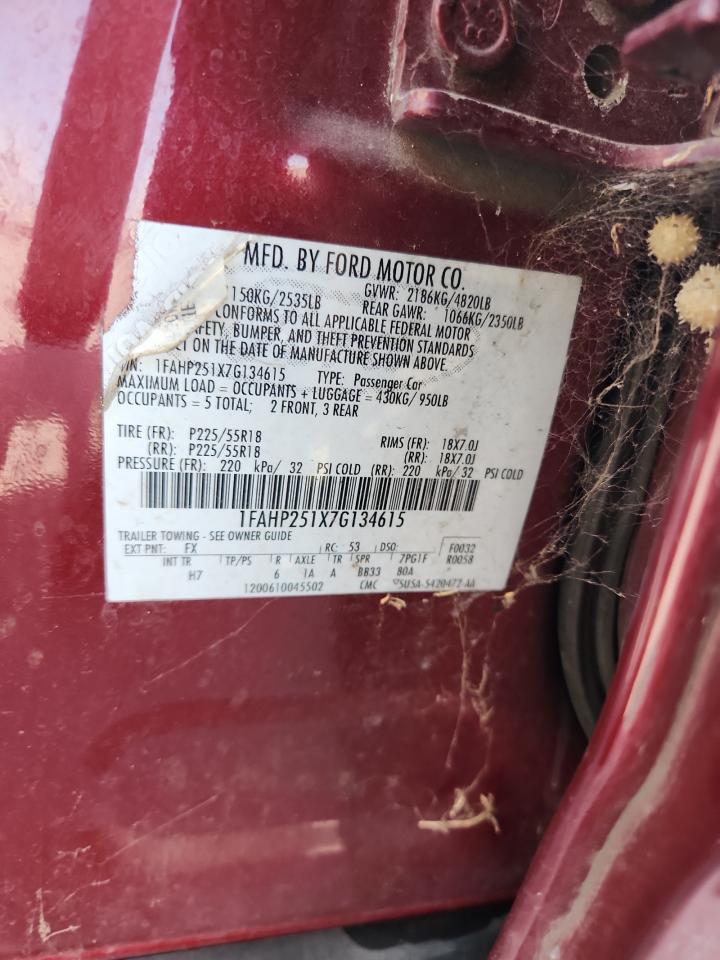 MFD. BY FORD MOTOR CO.
GVWR: 2186KG/4820LB
1150KG/2535LB REAR GAWR: 1066KG/2350LB
CONFORMS TO ALL APPLICABLE FEDERAL MOTOR
BUMPER, AND THEFT PREVENTION STANDARDS
ON THE DATE OF MANUFACTURE SHOWN ABOVE.
1FAHP251X7G134615 TYPE: Passenger Car
MAXIMUM LOAD = OCCUPANTS + LUGGAGE = 430KG/ 950LB
OCCUPANTS = 5 TOTAL; 2 FRONT, 3 REAR
TIRE (FR): P225/55R18 RIMS (FR): 18X7.0J
(RR): P225/55R18 (RR): 18X7.0J
PRESSURE (FR): 220 kPa/ 32 PSI COLD (RR): 220 kPa/ 32 PSI COLD
1FAHP251X7G134615
TRAILER TOWING - SEE OWNER GUIDE
EXT PNT: FX RC: 53 DSO: F0032
INT TR TP/PS R AXLE TR SPR 7PG1F R0058
H7 6 1A A BB33 80A
1200610045502 CMC 5U5A-5420472-AA